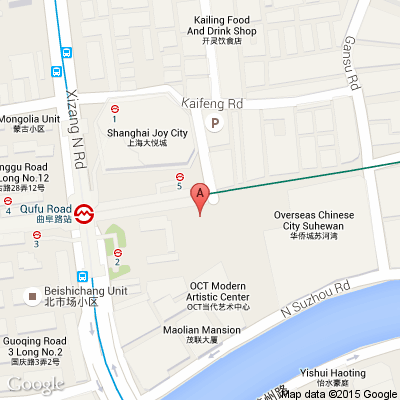 Kailing Food
And Drink Shop
开灵饮食店
Gansu Rd
Xizang N Rd
Kaifeng Rd
1
Mongolia Unit
蒙古小区
P
Shanghai Joy City
上海大悦城
nggu Road
Long No.12
古路28弄12号
5
A
4
Qufu Road
曲阜路站
Overseas Chinese
City Suhewan
华侨城苏河湾
2
OCT Modern
Artistic Center
OCT当代艺术中心
Beishichang Unit
北市场小区
N Suzhou Rd
Maolian Mansion
茂联大厦
Guoqing Road
3 Long No.2
国庆路3弄2号
Yishui Haoting
怡水豪庭
州路
Google
Map data ©2015 Google